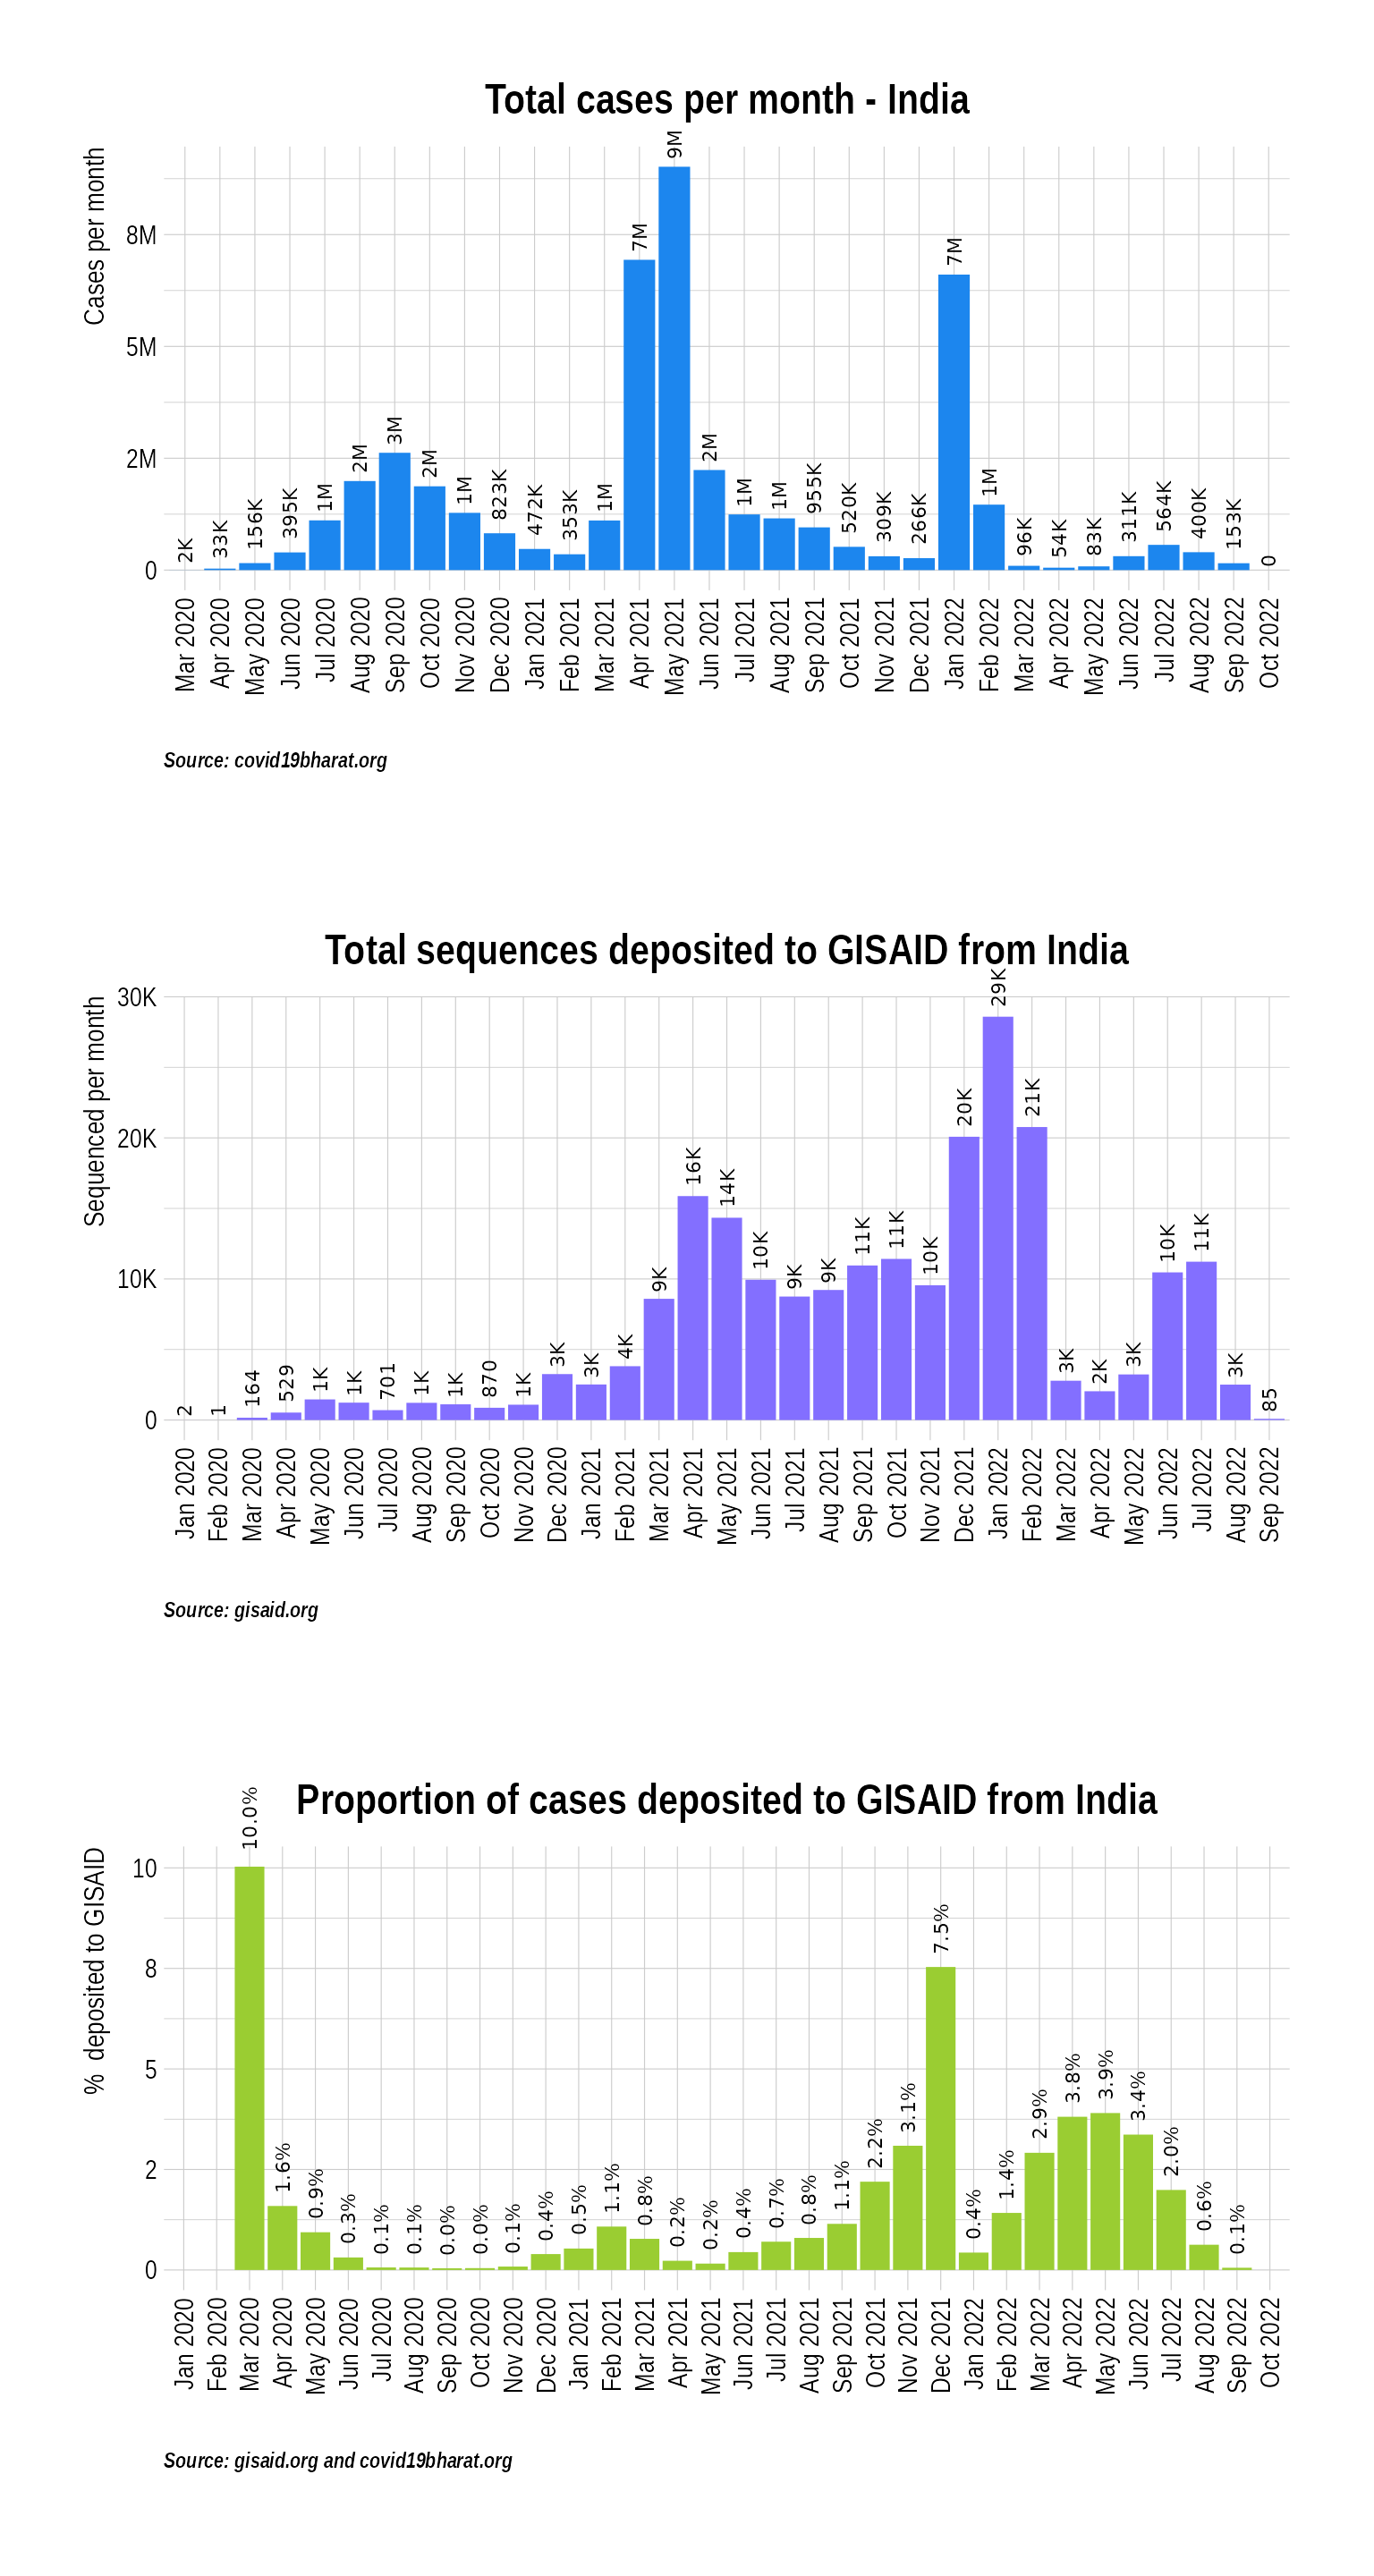 Total cases per month - India
Cases per month
8M
5M
2M
0
2K
33K
156K
395K
1M
2M
3M
2M
1M
823K
472K
353K
1M
7M
9M
2M
1M
1M
955K
520K
309K
266K
7M
1M
96K
54K
83K
311K
564K
400K
153K
0
Mar 2020
Apr 2020
May 2020
Jun 2020
Jul 2020
Aug 2020
Sep 2020
Oct 2020
Nov 2020
Dec 2020
Jan 2021
Feb 2021
Mar 2021
Apr 2021
May 2021
Jun 2021
Jul 2021
Aug 2021
Sep 2021
Oct 2021
Nov 2021
Dec 2021
Jan 2022
Feb 2022
Mar 2022
Apr 2022
May 2022
Jun 2022
Jul 2022
Aug 2022
Sep 2022
Oct 2022
Source: covid19bharat.org
Total sequences deposited to GISAID from India
Sequenced per month
30K
20K
10K
0
2
1
164
529
1K
1K
701
1K
1K
870
1K
3K
3K
4K
9K
16K
14K
10K
9K
9K
11K
11K
10K
20K
29K
21K
3K
2K
3K
10K
11K
3K
85
Jan 2020
Feb 2020
Mar 2020
Apr 2020
May 2020
Jun 2020
Jul 2020
Aug 2020
Sep 2020
Oct 2020
Nov 2020
Dec 2020
Jan 2021
Feb 2021
Mar 2021
Apr 2021
May 2021
Jun 2021
Jul 2021
Aug 2021
Sep 2021
Oct 2021
Nov 2021
Dec 2021
Jan 2022
Feb 2022
Mar 2022
Apr 2022
May 2022
Jun 2022
Jul 2022
Aug 2022
Sep 2022
Source: gisaid.org
Proportion of cases deposited to GISAID from India
% deposited to GISAID
10
8
5
2
0
10.0%
1.6%
0.9%
0.3%
0.1%
0.1%
0.0%
0.0%
0.1%
0.4%
0.5%
1.1%
0.8%
0.2%
0.2%
0.4%
0.7%
0.8%
1.1%
2.2%
3.1%
7.5%
0.4%
1.4%
2.9%
3.8%
3.9%
3.4%
2.0%
0.6%
0.1%
Jan 2020
Feb 2020
Mar 2020
Apr 2020
May 2020
Jun 2020
Jul 2020
Aug 2020
Sep 2020
Oct 2020
Nov 2020
Dec 2020
Jan 2021
Feb 2021
Mar 2021
Apr 2021
May 2021
Jun 2021
Jul 2021
Aug 2021
Sep 2021
Oct 2021
Nov 2021
Dec 2021
Jan 2022
Feb 2022
Mar 2022
Apr 2022
May 2022
Jun 2022
Jul 2022
Aug 2022
Sep 2022
Oct 2022
Source: gisaid.org and covid19bharat.org